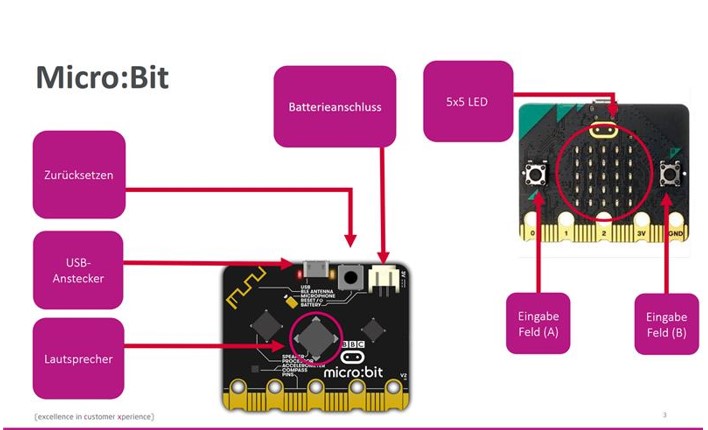 Micro:Bit
Batterieanschluss
5x5 LED
Zurücksetzen
USB-
Anstecker
Lautsprecher
USB
BLE ANTENNA
MICROPHONE
RESET/
BATTERY
3V
SPEAKER
PROCESSOR
ACCELEROMETER
COMPASS
PINS
BBC
micro:bit
V2
0
1
2
3V
GND
Eingabe
Feld (A)
Eingabe
Feld (B)
{excellence in customer xperience}
3